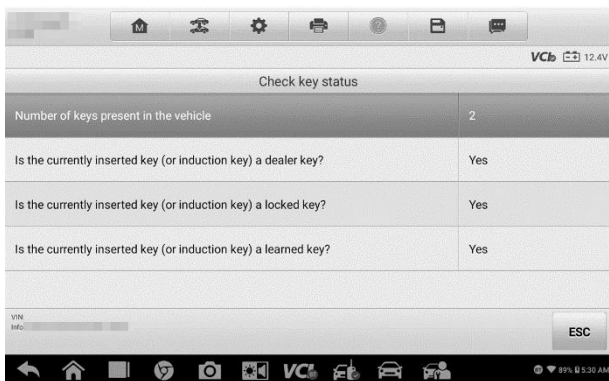 M
VCI 12.4V
Check key status
Number of keys present in the vehicle 2
Is the currently inserted key (or induction key) a dealer key? Yes
Is the currently inserted key (or induction key) a locked key? Yes
Is the currently inserted key (or induction key) a learned key? Yes
VIN:
Info:
ESC
VCI 89% 5:30 AM